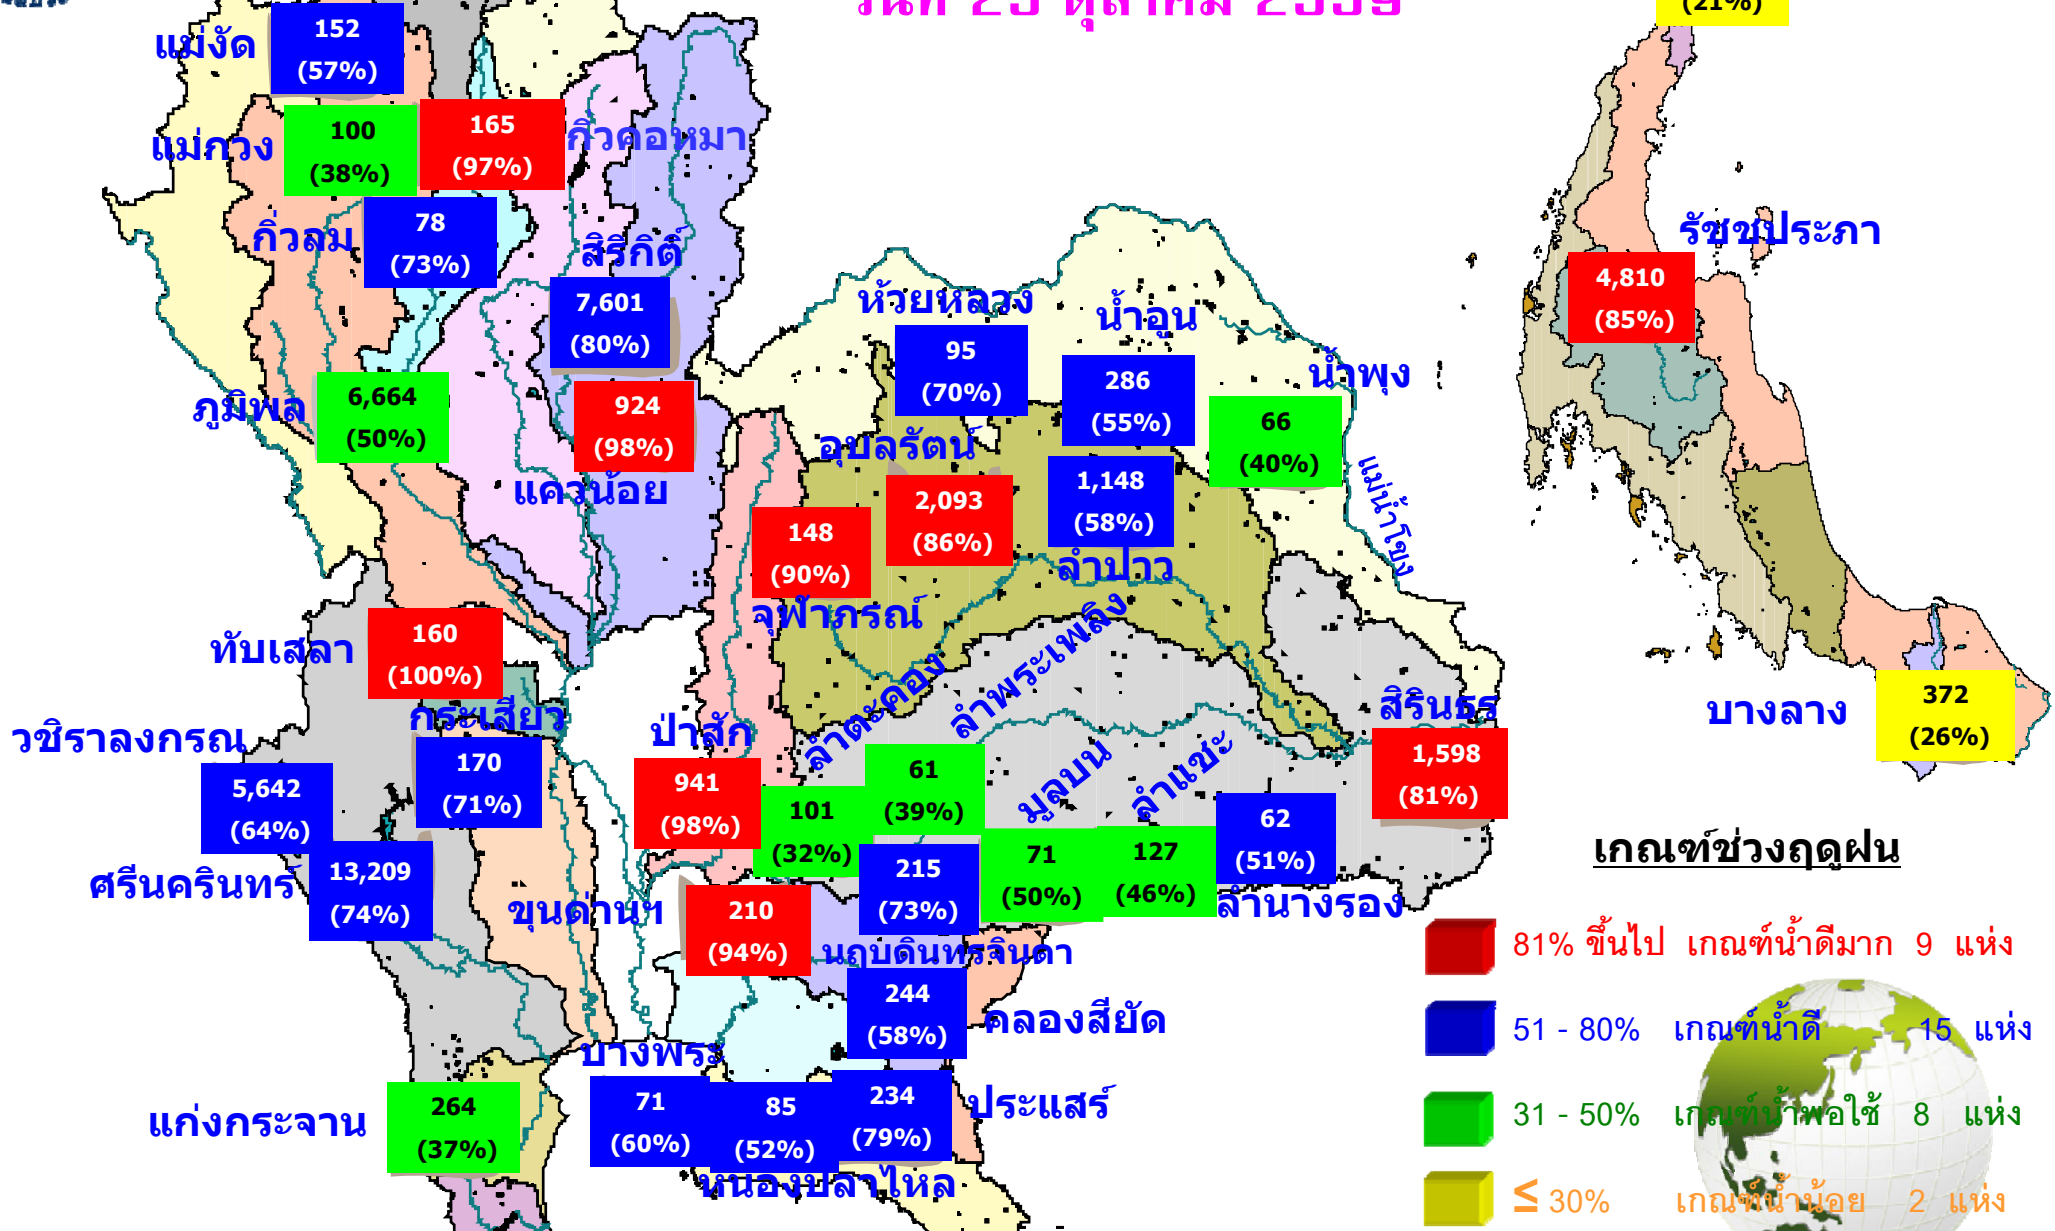 วันที่ 25 ตุลาคม 2559
(21%)
แม่งัด
152
(57%)
แม่กวง
100
(38%)
165
(97%)
กิ่วคอหมา
กิ่วลม
78
(73%)
สิริกิติ์
7,601
(80%)
ภูมิพล
6,664
(50%)
924
(98%)
แควน้อย
ห้วยหลวง
95
(70%)
น้ำอูน
286
(55%)
น้ำพุง
66
(40%)
แม่น้ำโขง
อุบลรัตน์
2,093
(86%)
1,148
(58%)
ลำปาว
148
(90%)
จุฬาภรณ์
รัชชประภา
4,810
(85%)
บางลาง
372
(26%)
ทับเสลา
160
(100%)
กระเสียว
170
(71%)
วชิราลงกรณ
5,642
(64%)
ศรีนครินทร์
13,209
(74%)
ป่าสัก
941
(98%)
ลำตะคอง
101
(32%)
ลำพระเพลิง
61
(39%)
มูลบน
71
(50%)
ลำแชะ
127
(46%)
62
(51%)
ลำนางรอง
สิรินธร
1,598
(81%)
ขุนด่านฯ
210
(94%)
215
(73%)
นฤบดินทรจินดา
244
(58%)
คลองสียัด
บางพระ
71
(60%)
85
(52%)
หนองปลาไหล
234
(79%)
ประแสร์
แก่งกระจาน
264
(37%)
เกณฑ์ช่วงฤดูฝน
81% ขึ้นไป เกณฑ์น้ำดีมาก 9 แห่ง
51 - 80% เกณฑ์น้ำดี 15 แห่ง
31 - 50% เกณฑ์น้ำพอใช้ 8 แห่ง
≤ 30% เกณฑ์น้ำน้อย 2 แห่ง